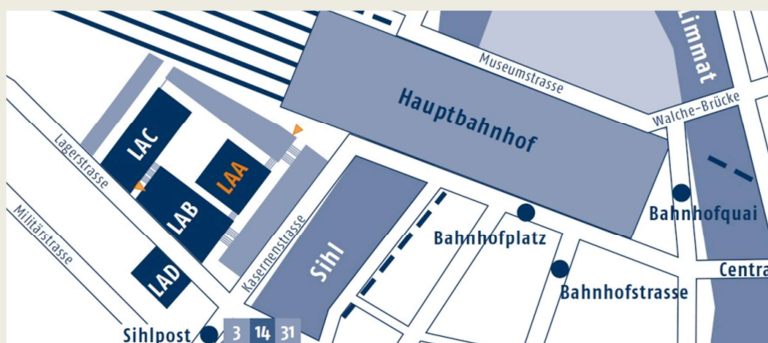 Limmat
Museumstrasse
Walche-Brücke
Hauptbahnhof
LAC
LAA
Lagerstrasse
LAB
Bahnhofquai
Militärstrasse
Bahnhofplatz
Kasernenstrasse
Sihl
LAD
Centra
Bahnhofstrasse
Sihlpost 3 14 31